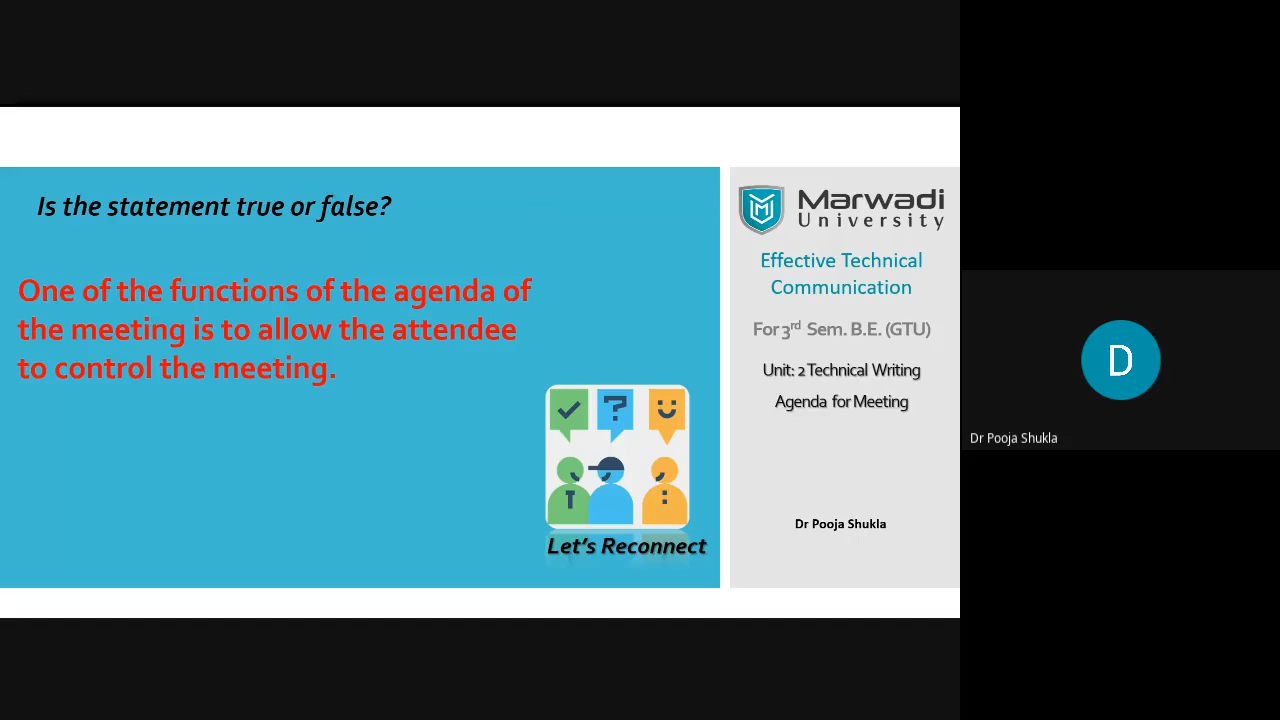 Is the statement true or false?
One of the functions of the agenda of
the meeting is to allow the attendee
to control the meeting.
Let's Reconnect
Marwadi
University
Effective Technical
Communication
For 3rd Sem. B.E. (GTU)
Unit: 2 Technical Writing
Agenda for Meeting
Dr Pooja Shukla
D
Dr Pooja Shukla